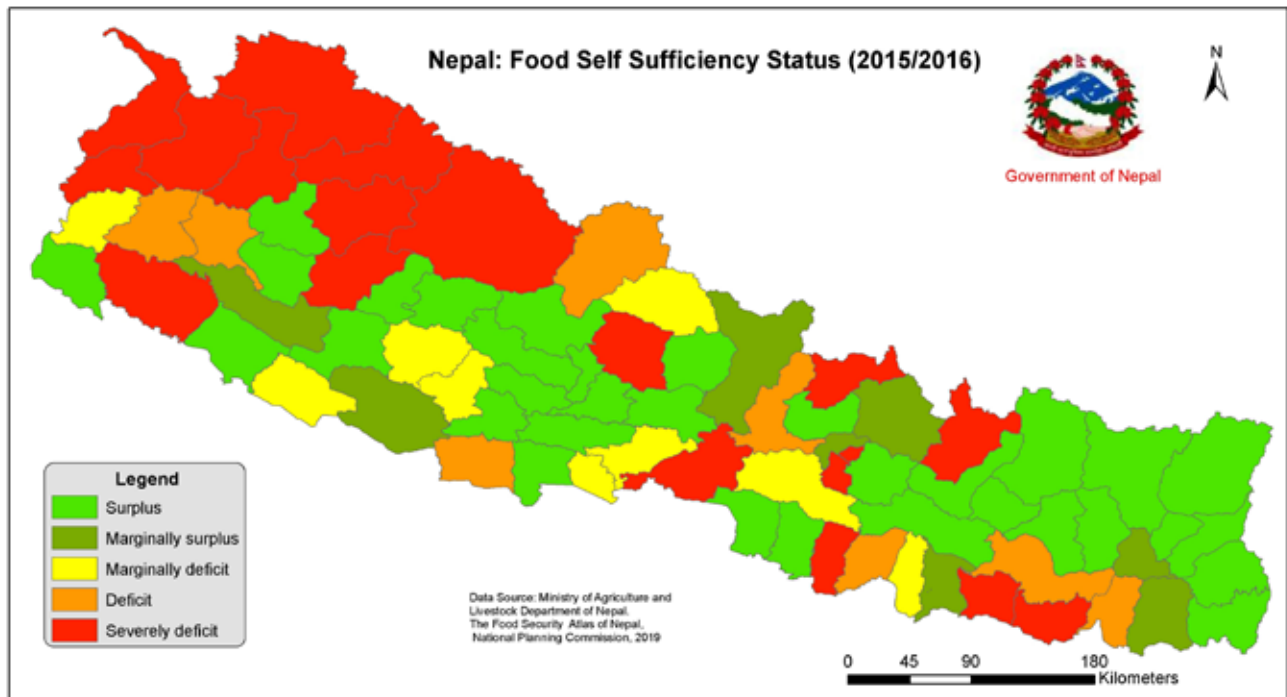 Nepal: Food Self Sufficiency Status (2015/2016)
N
Government of Nepal
Legend
Surplus
Marginally surplus
Marginally deficit
Deficit
Severely deficit
Data Source: Ministry of Agriculture and
Livestock Department of Nepal.
The Food Security Atlas of Nepal,
National Planning Commission, 2019
0 45 90 180
Kilometers